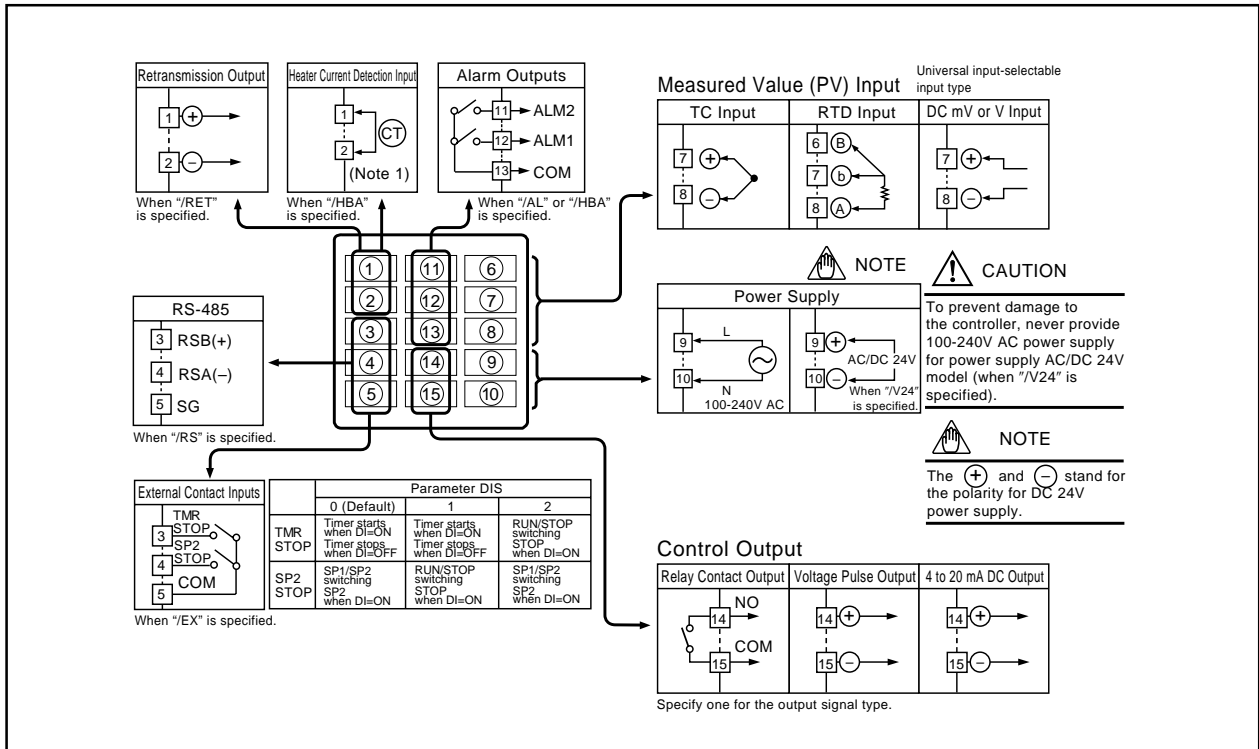 Retransmission Output
1 +
2 –
When “/RET”
is specified.
Heater Current Detection Input
1
CT
2
(Note 1)
When “/HBA”
is specified.
Alarm Outputs
11 ALM2
12 ALM1
13 COM
When “/AL” or “/HBA”
is specified.
Measured Value (PV) Input
Universal input-selectable
input type
TC Input
7 +
8 –
RTD Input
6 B
7 b
8 A
DC mV or V Input
7 +
8 –
1 11 6
2 12 7
3 13 8
4 14 9
5 15 10
RS-485
3 RSB(+)
4 RSA(–)
5 SG
When “/RS” is specified.
NOTE
Power Supply
9 L
10 N
100-240V AC
9 +
AC/DC 24V
10 –
When "/V24"
is specified.
CAUTION
To prevent damage to
the controller, never provide
100-240V AC power supply
for power supply AC/DC 24V
model (when "/V24" is
specified).
NOTE
The + and – stand for
the polarity for DC 24V
power supply.
External Contact Inputs
TMR
3 STOP
SP2
4 STOP
COM
5
When “/EX” is specified.
Parameter DIS
0 (Default) 1 2
TMR
STOP
Timer starts
when DI=ON
Timer stops
when DI=OFF
Timer starts
when DI=ON
Timer stops
when DI=OFF
RUN/STOP
switching
STOP
when DI=ON
SP2
STOP
SP1/SP2
switching
SP2
when DI=ON
RUN/STOP
switching
STOP
when DI=ON
SP1/SP2
switching
SP2
when DI=ON
Control Output
Relay Contact Output
NO
14
COM
15
Voltage Pulse Output
14 +
15 –
4 to 20 mA DC Output
14 +
15 –
Specify one for the output signal type.